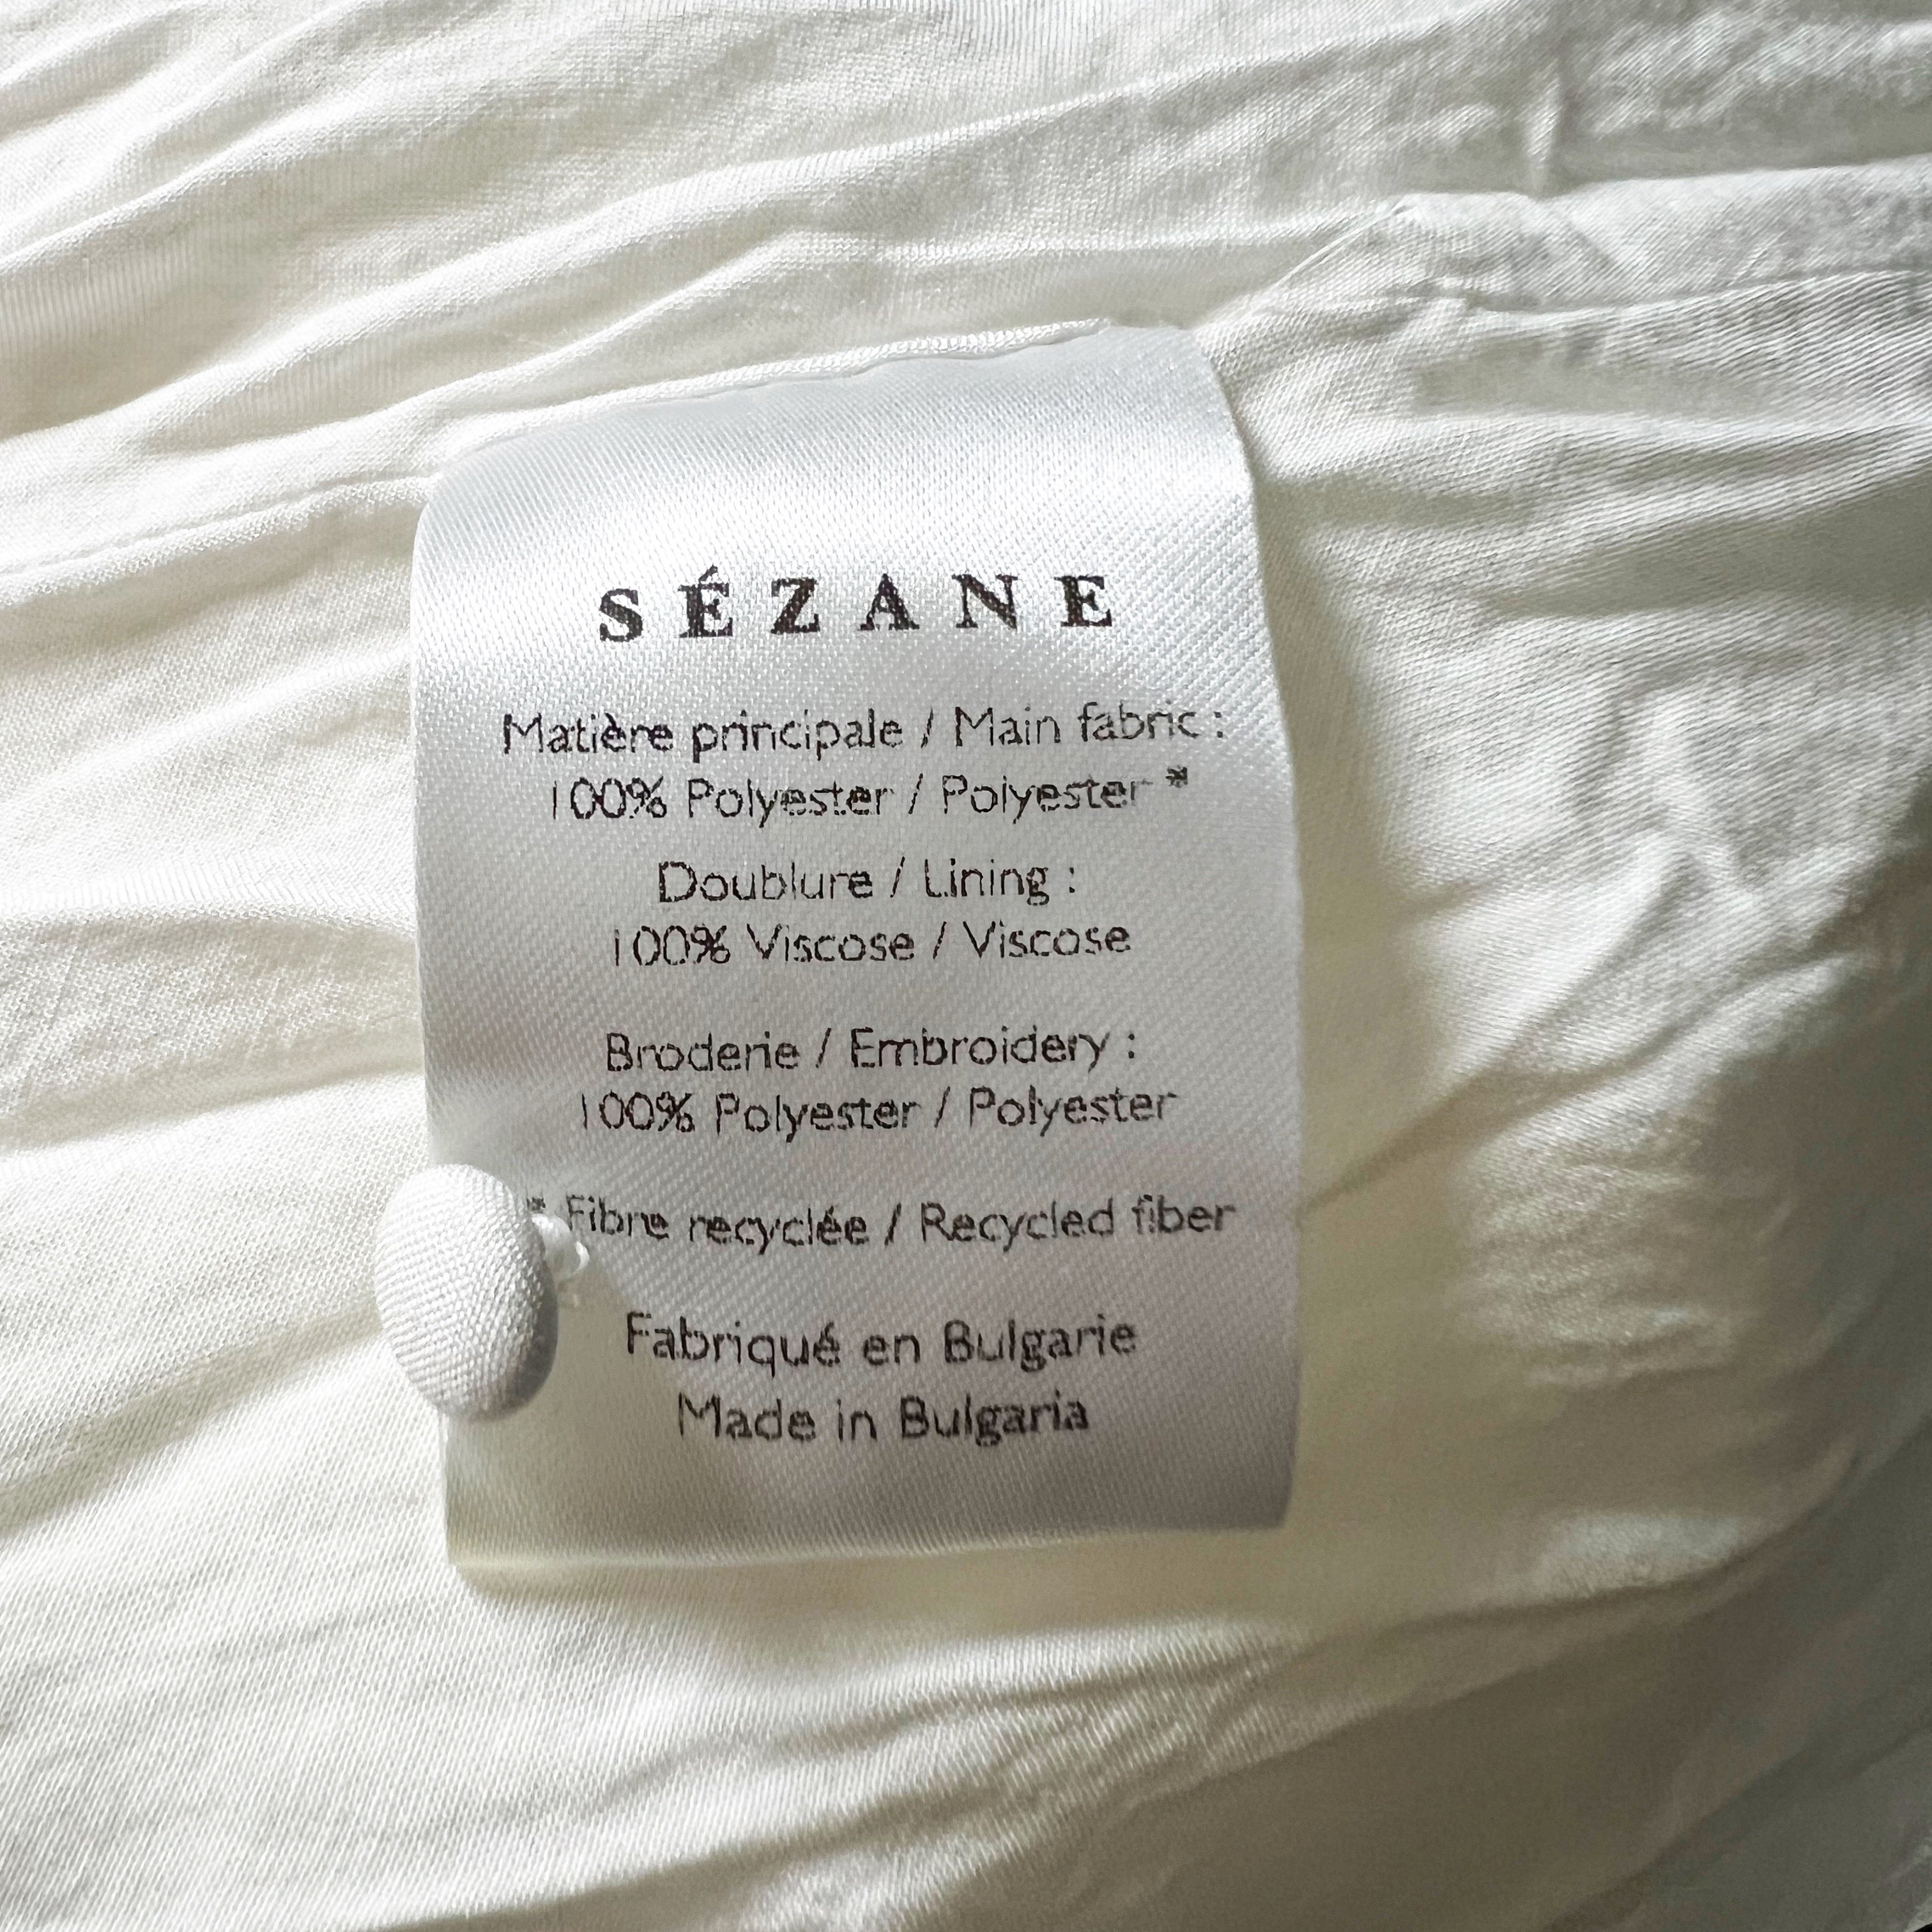 SÉZANE
Matière principale / Main fabric :
100% Polyester / Polyester *
Doublure / Lining :
100% Viscose / Viscose
Broderie / Embroidery :
100% Polyester / Polyester
* Fibre recyclée / Recycled fiber
Fabriqué en Bulgarie
Made in Bulgaria